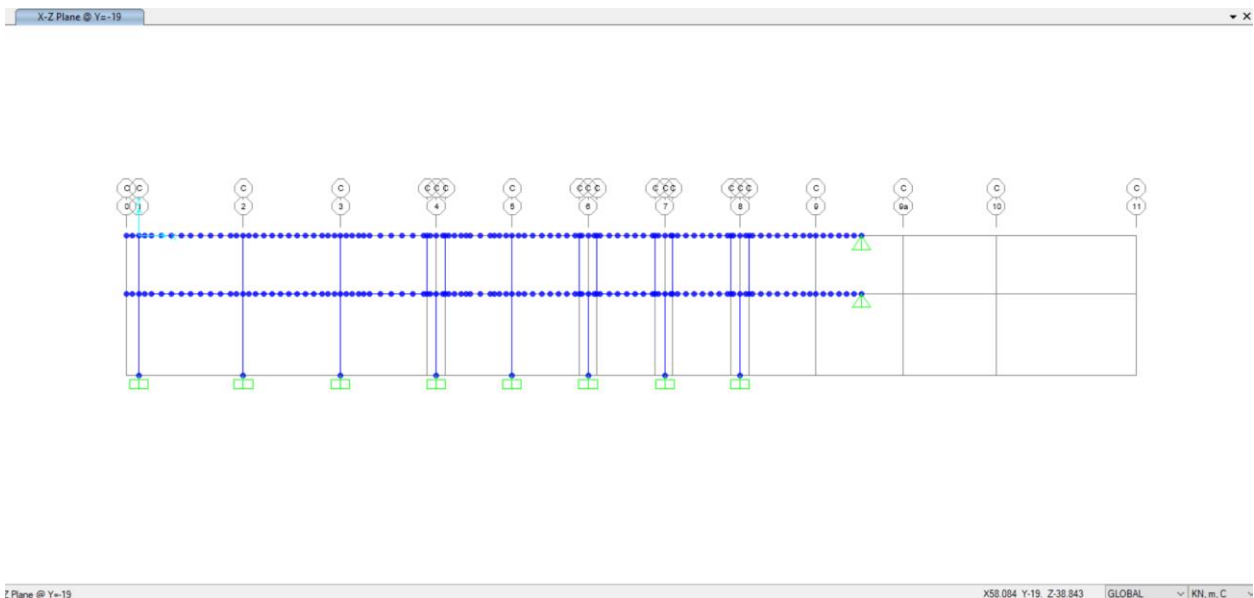 X-Z Plane @ Y=-19
C C C C C C C C C C C C C C C C C C C C
0 1 2 3 4 5 6 7 8 9 9a 10 11
Z Plane @ Y=-19
X58.084 Y-19. Z-38.843 GLOBAL KN, m, C